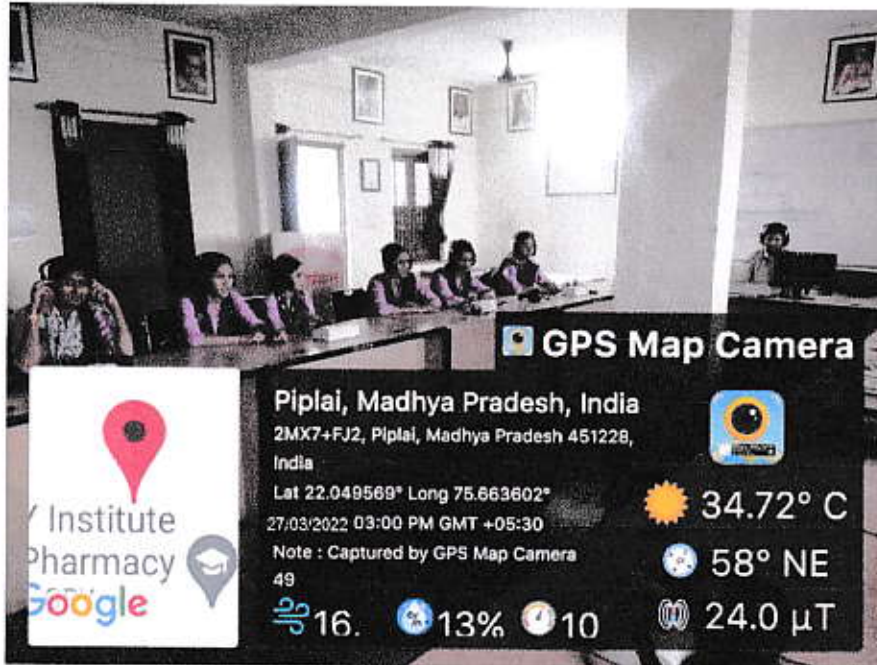 GPS Map Camera
Piplai, Madhya Pradesh, India
2MX7+FJ2, Piplai, Madhya Pradesh 451228,
India
Lat 22.049569° Long 75.663602°
27/03/2022 03:00 PM GMT +05:30
Note : Captured by GPS Map Camera
49
34.72° C
58° NE
24.0 µT
16.
13%
10
Institute
Pharmacy
Google